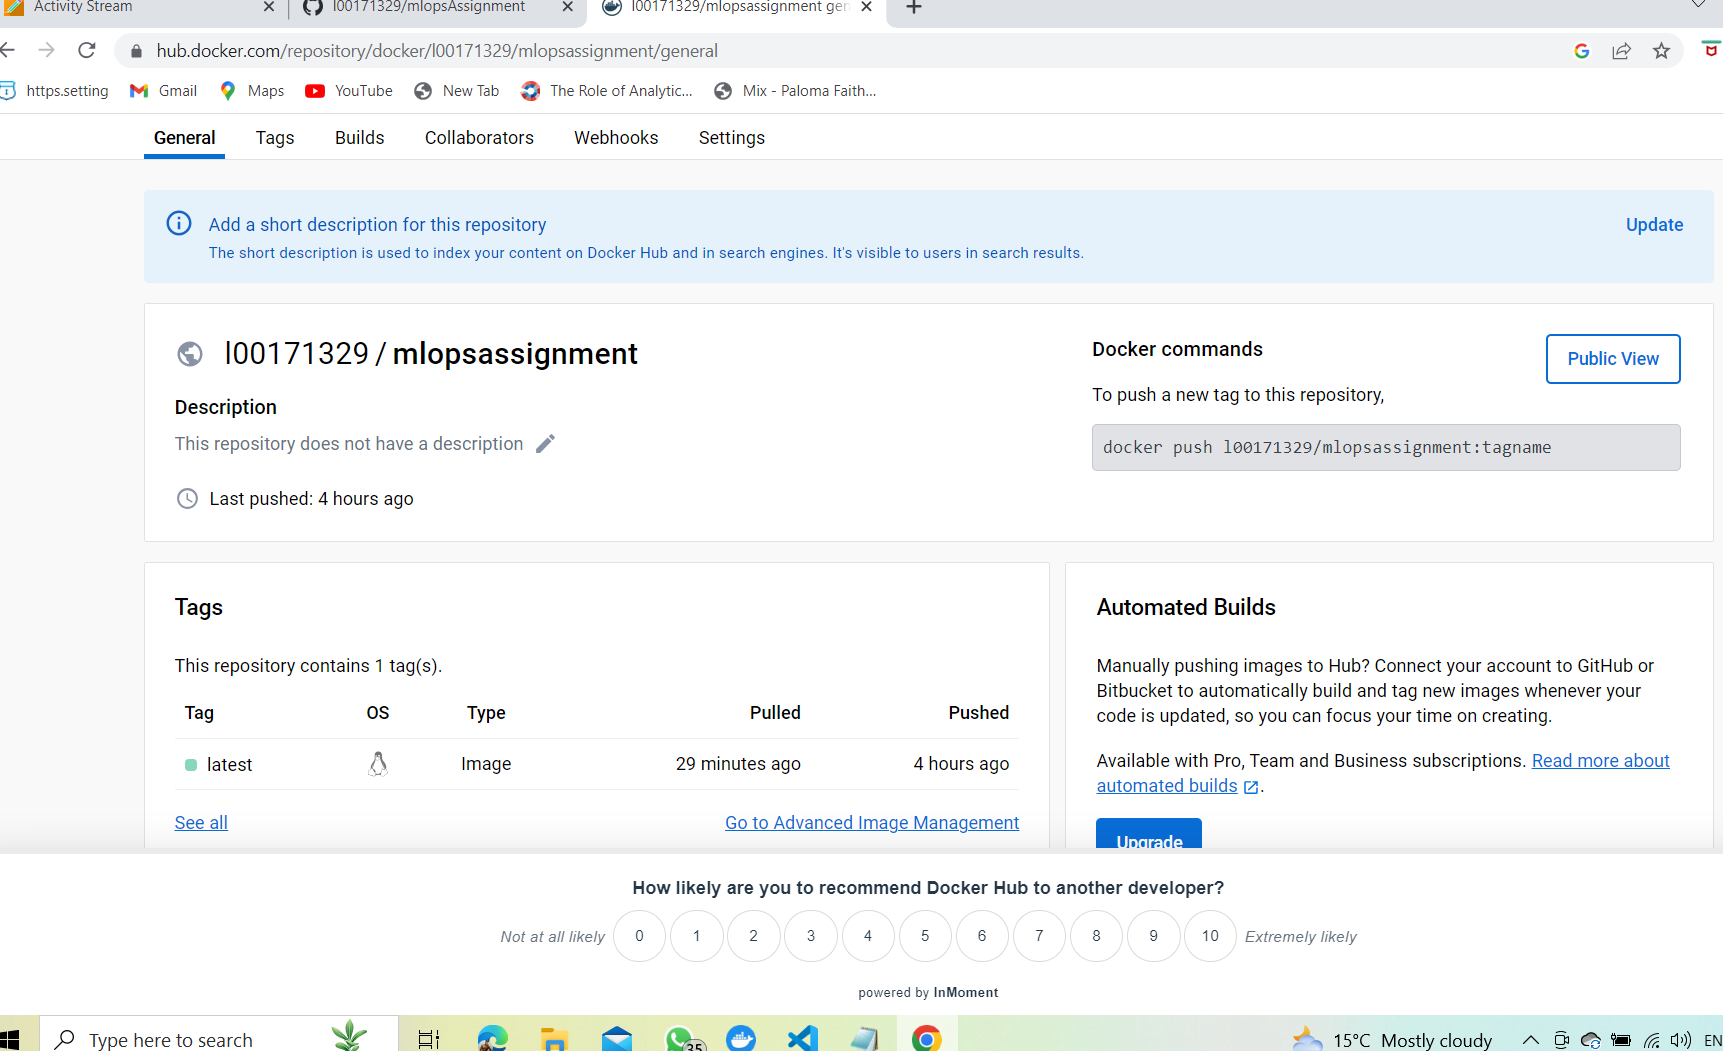 Activity Stream
l00171329/mlopsAssignment
l00171329/mlopsassignment gen
hub.docker.com/repository/docker/l00171329/mlopsassignment/general
https.setting
Gmail
Maps
YouTube
New Tab
The Role of Analytic...
Mix - Paloma Faith...
General
Tags
Builds
Collaborators
Webhooks
Settings
Add a short description for this repository
Update
The short description is used to index your content on Docker Hub and in search engines. It's visible to users in search results.
l00171329 / mlopsassignment
Description
This repository does not have a description
Last pushed: 4 hours ago
Docker commands
Public View
To push a new tag to this repository,
docker push l00171329/mlopsassignment:tagname
Tags
This repository contains 1 tag(s).
Tag OS Type Pulled Pushed
latest Image 29 minutes ago 4 hours ago
See all
Go to Advanced Image Management
Automated Builds
Manually pushing images to Hub? Connect your account to GitHub or
Bitbucket to automatically build and tag new images whenever your
code is updated, so you can focus your time on creating.
Available with Pro, Team and Business subscriptions. Read more about
automated builds .
Upgrade
How likely are you to recommend Docker Hub to another developer?
Not at all likely 0 1 2 3 4 5 6 7 8 9 10 Extremely likely
powered by InMoment
Type here to search
35
15°C Mostly cloudy
EN